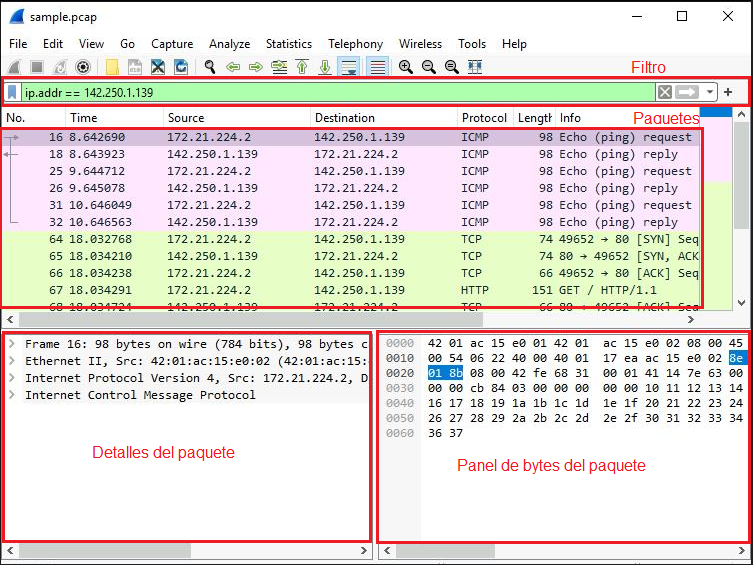 sample.pcap
File Edit View Go Capture Analyze Statistics Telephony Wireless Tools Help
Filtro
ip.addr == 142.250.1.139
+
Paquetes
No. Time Source Destination Protocol Length Info
16 8.642690 172.21.224.2 142.250.1.139 ICMP 98 Echo (ping) request
18 8.643923 142.250.1.139 172.21.224.2 ICMP 98 Echo (ping) reply
25 9.644712 172.21.224.2 142.250.1.139 ICMP 98 Echo (ping) request
26 9.645078 142.250.1.139 172.21.224.2 ICMP 98 Echo (ping) reply
31 10.646049 172.21.224.2 142.250.1.139 ICMP 98 Echo (ping) request
32 10.646563 142.250.1.139 172.21.224.2 ICMP 98 Echo (ping) reply
64 18.032768 172.21.224.2 142.250.1.139 TCP 74 49652 → 80 [SYN] Seq
65 18.034210 142.250.1.139 172.21.224.2 TCP 74 80 → 49652 [SYN, ACK
66 18.034238 172.21.224.2 142.250.1.139 TCP 66 49652 → 80 [ACK] Seq
67 18.034291 172.21.224.2 142.250.1.139 HTTP 151 GET / HTTP/1.1
68 18.034724 142.250.1.139 172.21.224.2 TCP 66 80 → 49652 [ACK] Seq
Frame 16: 98 bytes on wire (784 bits), 98 bytes c
Ethernet II, Src: 42:01:ac:15:e0:02 (42:01:ac:15:
Internet Protocol Version 4, Src: 172.21.224.2, D
Internet Control Message Protocol
Detalles del paquete
0000 42 01 ac 15 e0 01 42 01 ac 15 e0 02 08 00 45
0010 00 54 06 22 40 00 40 01 17 ea ac 15 e0 02 8e
0020 01 8b 08 00 42 fe 68 31 00 01 41 14 7e 63 00
0030 00 00 cb 84 03 00 00 00 00 00 10 11 12 13 14
0040 16 17 18 19 1a 1b 1c 1d 1e 1f 20 21 22 23 24
0050 26 27 28 29 2a 2b 2c 2d 2e 2f 30 31 32 33 34
0060 36 37
Panel de bytes del paquete